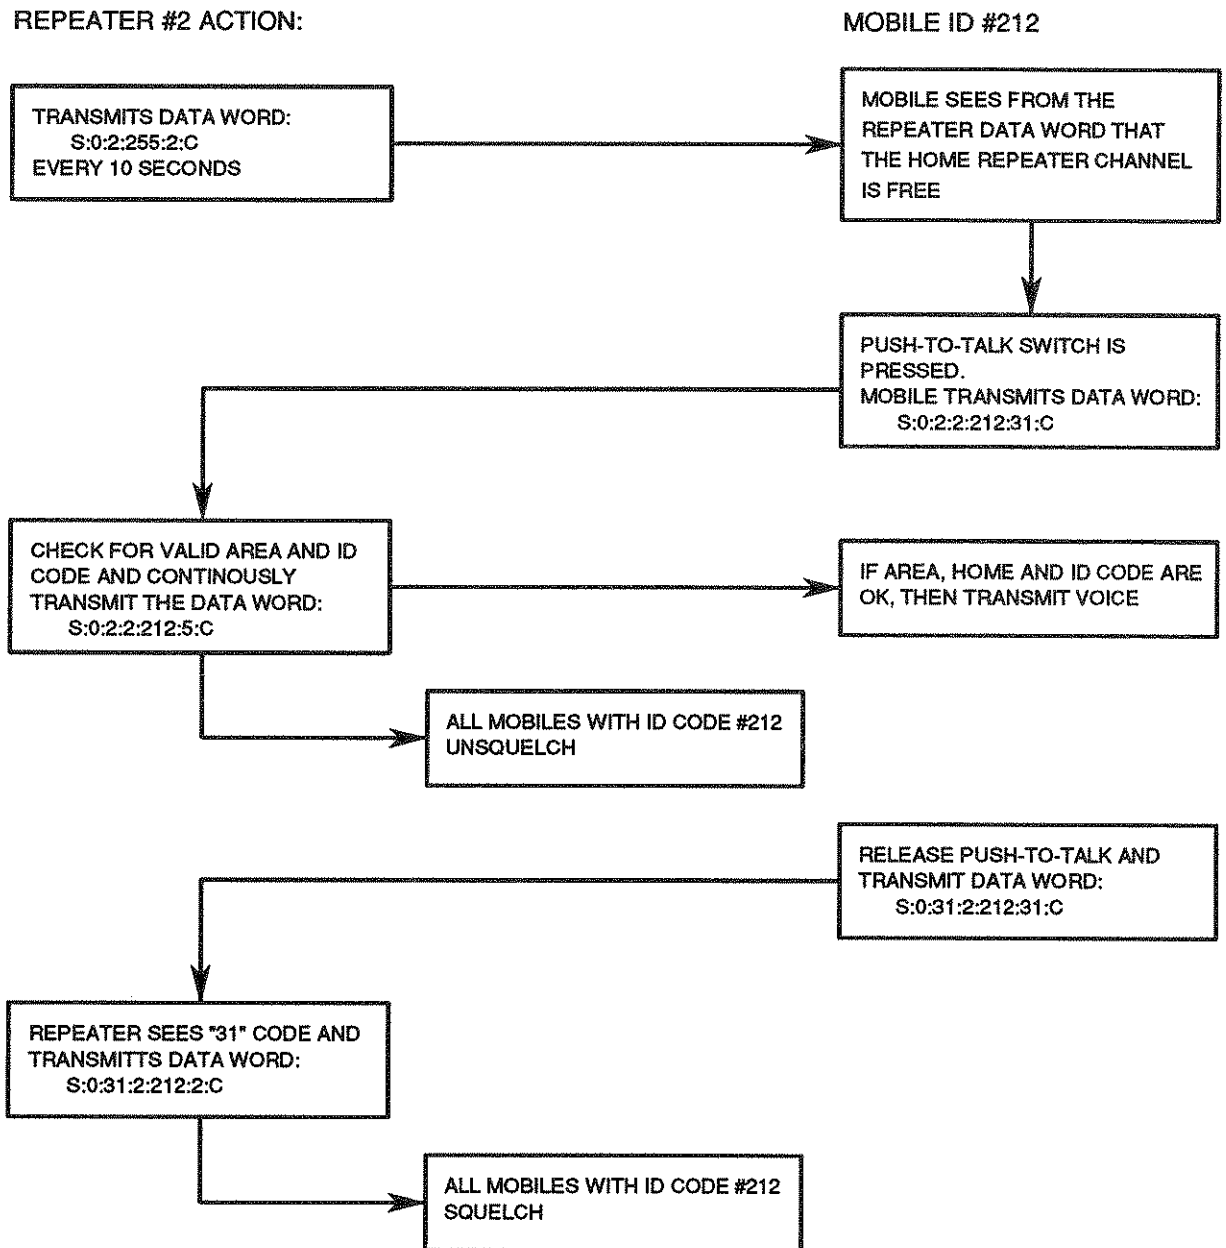 REPEATER #2 ACTION:
MOBILE ID #212
TRANSMITS DATA WORD:
S:0:2:255:2:C
EVERY 10 SECONDS
MOBILE SEES FROM THE
REPEATER DATA WORD THAT
THE HOME REPEATER CHANNEL
IS FREE
PUSH-TO-TALK SWITCH IS
PRESSED.
MOBILE TRANSMITS DATA WORD:
S:0:2:2:212:31:C
CHECK FOR VALID AREA AND ID
CODE AND CONTINOUSLY
TRANSMIT THE DATA WORD:
S:0:2:2:212:5:C
IF AREA, HOME AND ID CODE ARE
OK, THEN TRANSMIT VOICE
ALL MOBILES WITH ID CODE #212
UNSQUELCH
RELEASE PUSH-TO-TALK AND
TRANSMIT DATA WORD:
S:0:31:2:212:31:C
REPEATER SEES "31" CODE AND
TRANSMITTS DATA WORD:
S:0:31:2:212:2:C
ALL MOBILES WITH ID CODE #212
SQUELCH